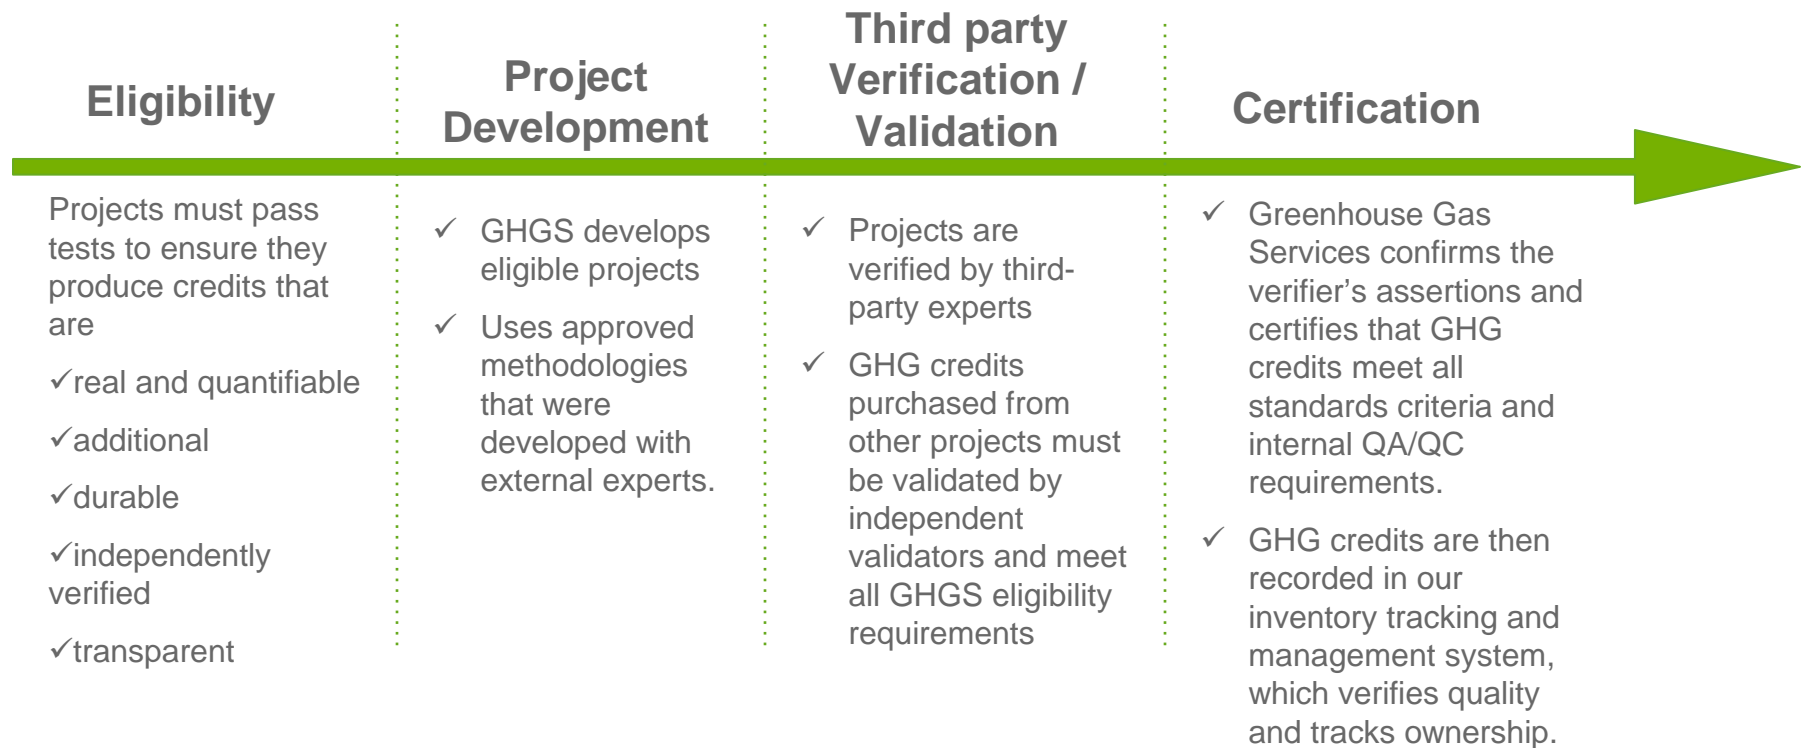 Eligibility
Projects must pass
tests to ensure they
produce credits that
are
✓real and quantifiable
✓additional
✓durable
✓independently
verified
✓transparent
Project
Development
✓ GHGS develops
eligible projects
✓ Uses approved
methodologies
that were
developed with
external experts.
Third party
Verification /
Validation
✓ Projects are
verified by third-
party experts
✓ GHG credits
purchased from
other projects must
be validated by
independent
validators and meet
all GHGS eligibility
requirements
Certification
✓ Greenhouse Gas
Services confirms the
verifier’s assertions and
certifies that GHG
credits meet all
standards criteria and
internal QA/QC
requirements.
✓ GHG credits are then
recorded in our
inventory tracking and
management system,
which verifies quality
and tracks ownership.